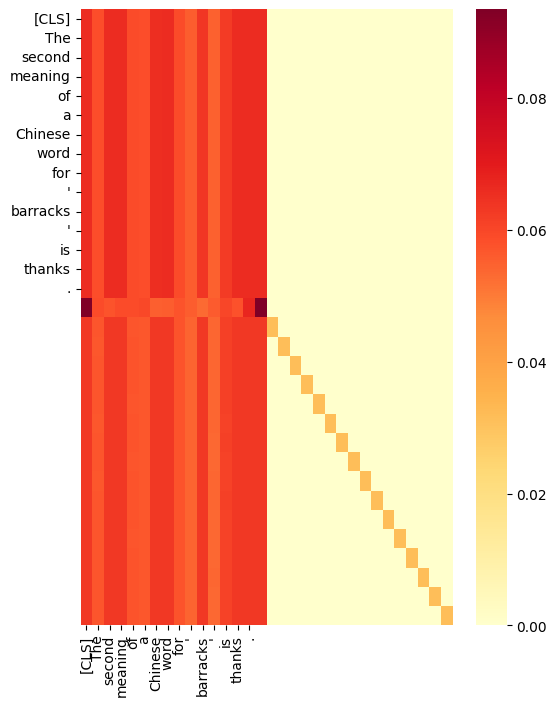 [CLS]
The
second
meaning
of
a
Chinese
word
for
'
barracks
'
is
thanks
.
0.08
0.06
0.04
0.02
0.00
[CLS]
The
second
meaning
of
a
Chinese
word
for
'
barracks
'
is
thanks
.